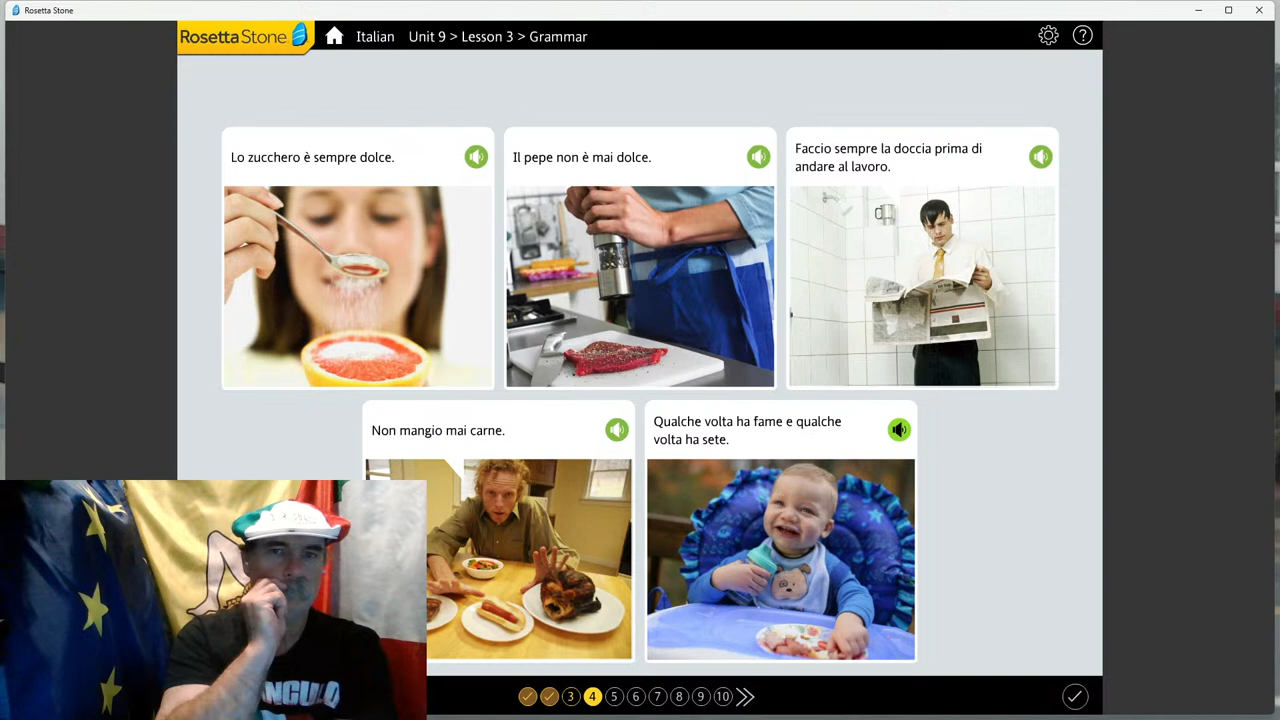 Rosetta Stone
RosettaStone
Italian Unit 9 > Lesson 3 > Grammar
?
Lo zucchero è sempre dolce.
Il pepe non è mai dolce.
Faccio sempre la doccia prima di
andare al lavoro.
Non mangio mai carne.
Qualche volta ha fame e qualche
volta ha sete.
3 4 5 6 7 8 9 10